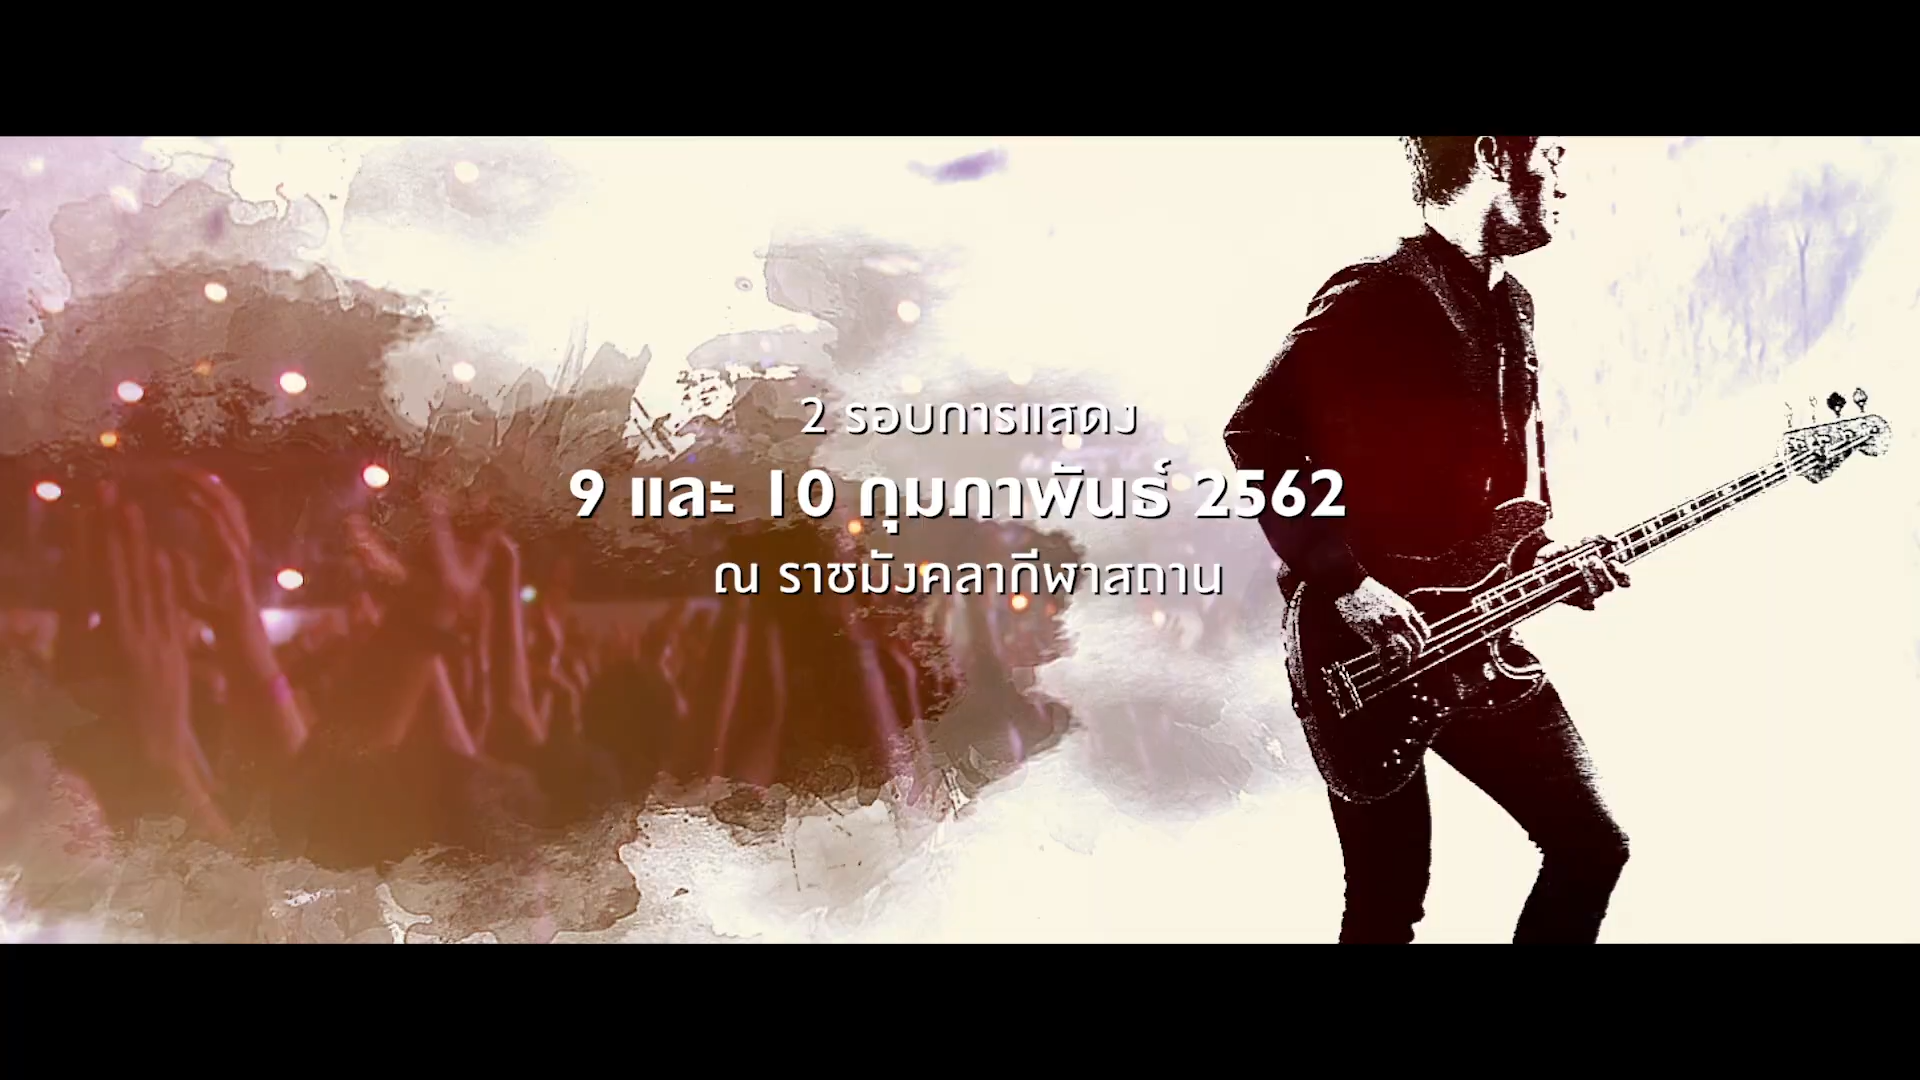 2 รอบการแสดง
9 และ 10 กุมภาพันธ์ 2562
ณ ราชมังคลากีฬาสถาน